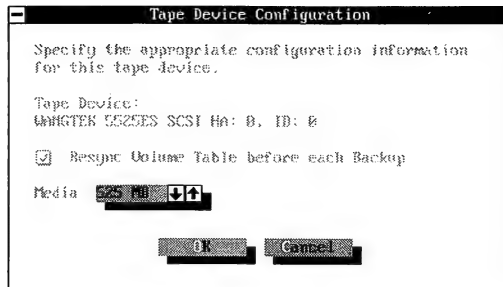 Tape Device Configuration
Specify the appropriate configuration information
for this tape device.
Tape Device:
WANGTEK 5525ES SCSI HA: 0, ID: 0
Resync Volume Table before each Backup
Media 525 MB
OK Cancel